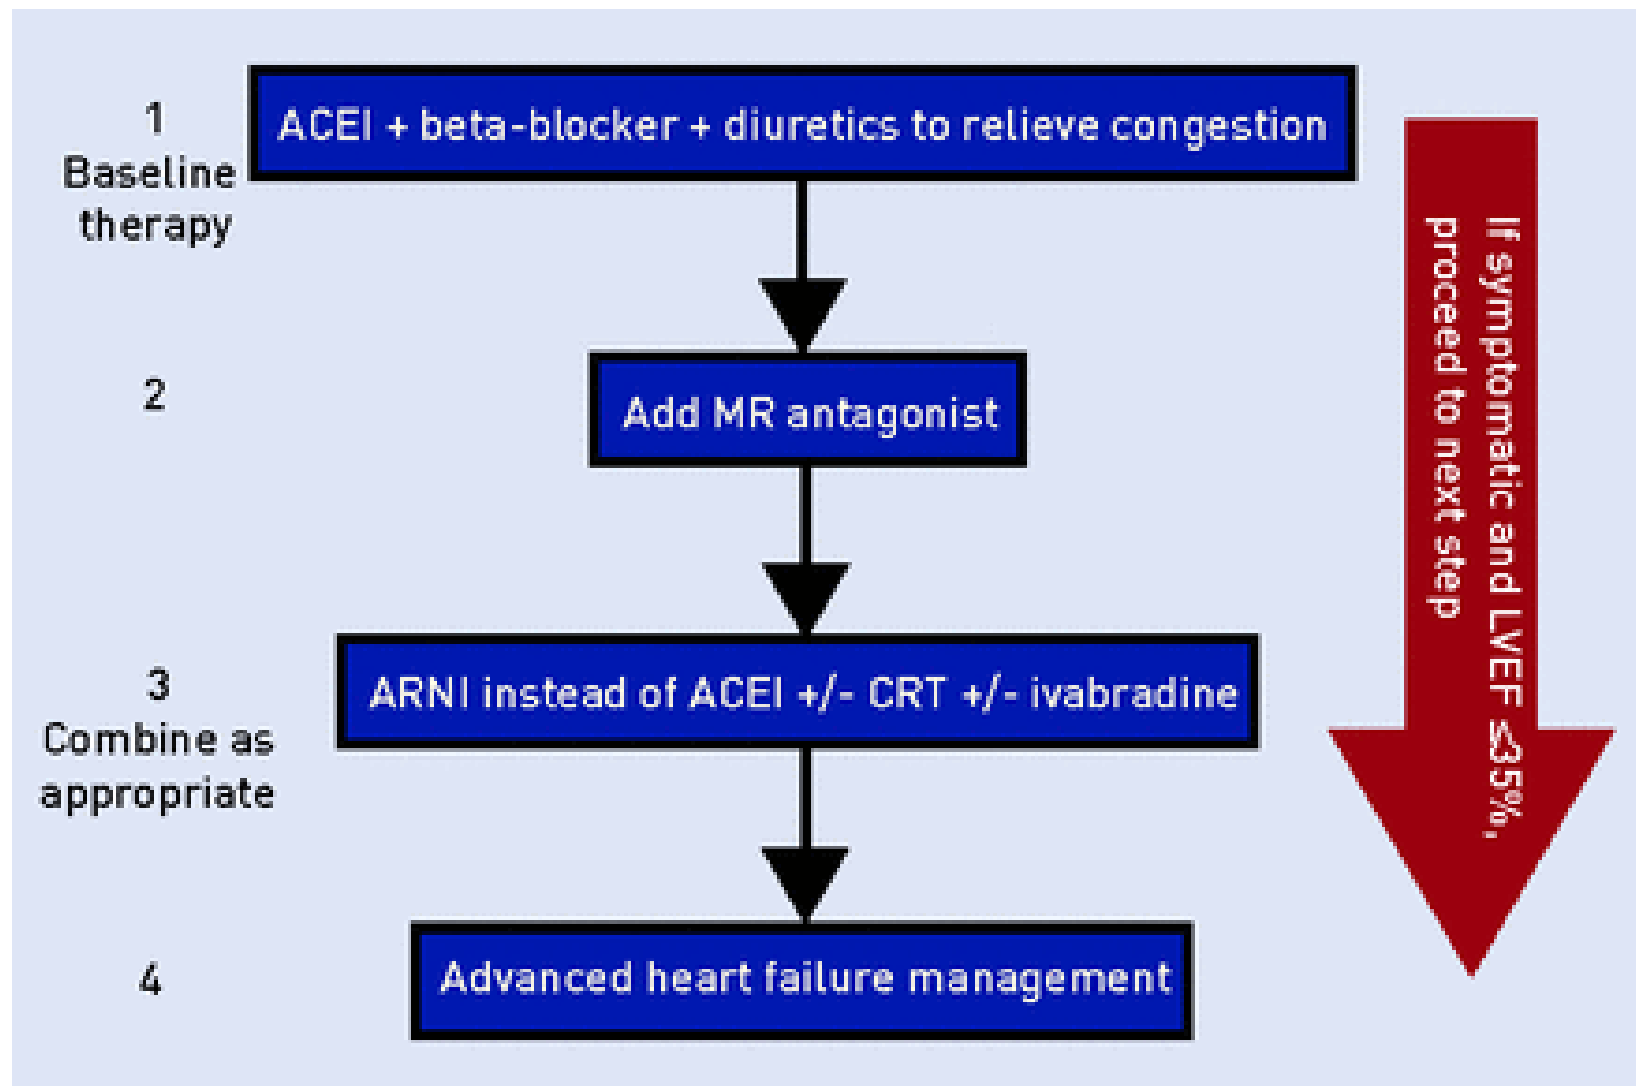 1
Baseline
therapy
ACEI + beta-blocker + diuretics to relieve congestion
2
Add MR antagonist
3
Combine as
appropriate
ARNI instead of ACEI +/- CRT +/- ivabradine
4
Advanced heart failure management
If symptomatic and LVEF ≤35%,
proceed to next step